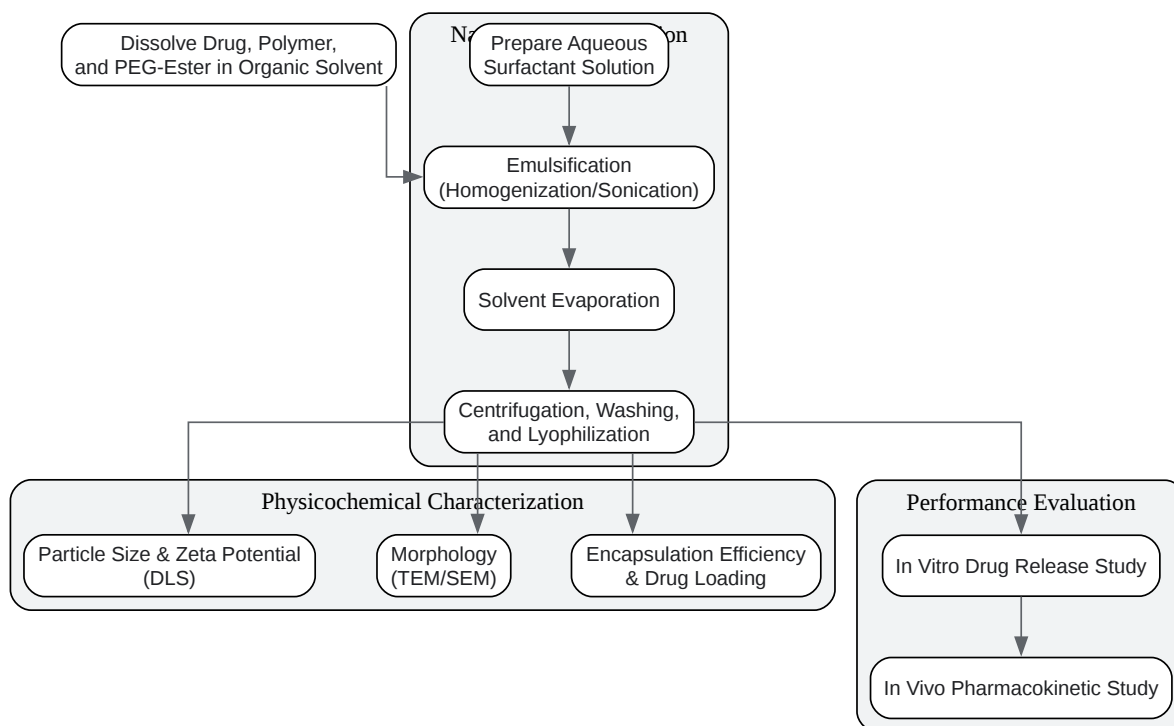 Dissolve Drug, Polymer,
and PEG-Ester in Organic Solvent
Prepare Aqueous
Surfactant Solution
Emulsification
(Homogenization/Sonication)
Solvent Evaporation
Centrifugation, Washing,
and Lyophilization
Physicochemical Characterization
Particle Size & Zeta Potential
(DLS)
Morphology
(TEM/SEM)
Encapsulation Efficiency
& Drug Loading
Performance Evaluation
In Vitro Drug Release Study
In Vivo Pharmacokinetic Study